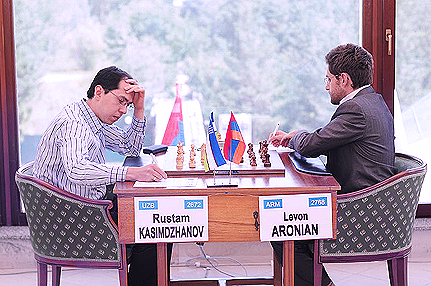 UZB 2672
Rustam
KASIMDZHANOV
ARM 2768
Levon
ARONIAN